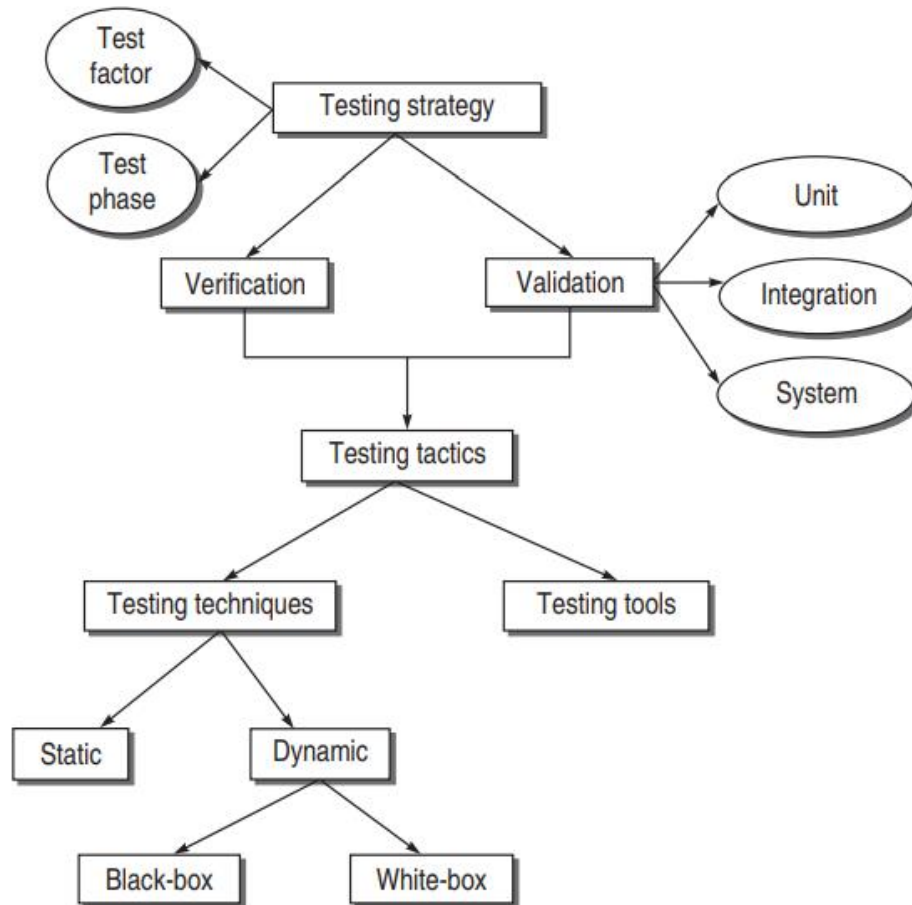 Test
factor
Testing strategy
Test
phase
Unit
Verification
Validation
Integration
System
Testing tactics
Testing techniques
Testing tools
Static
Dynamic
Black-box
White-box